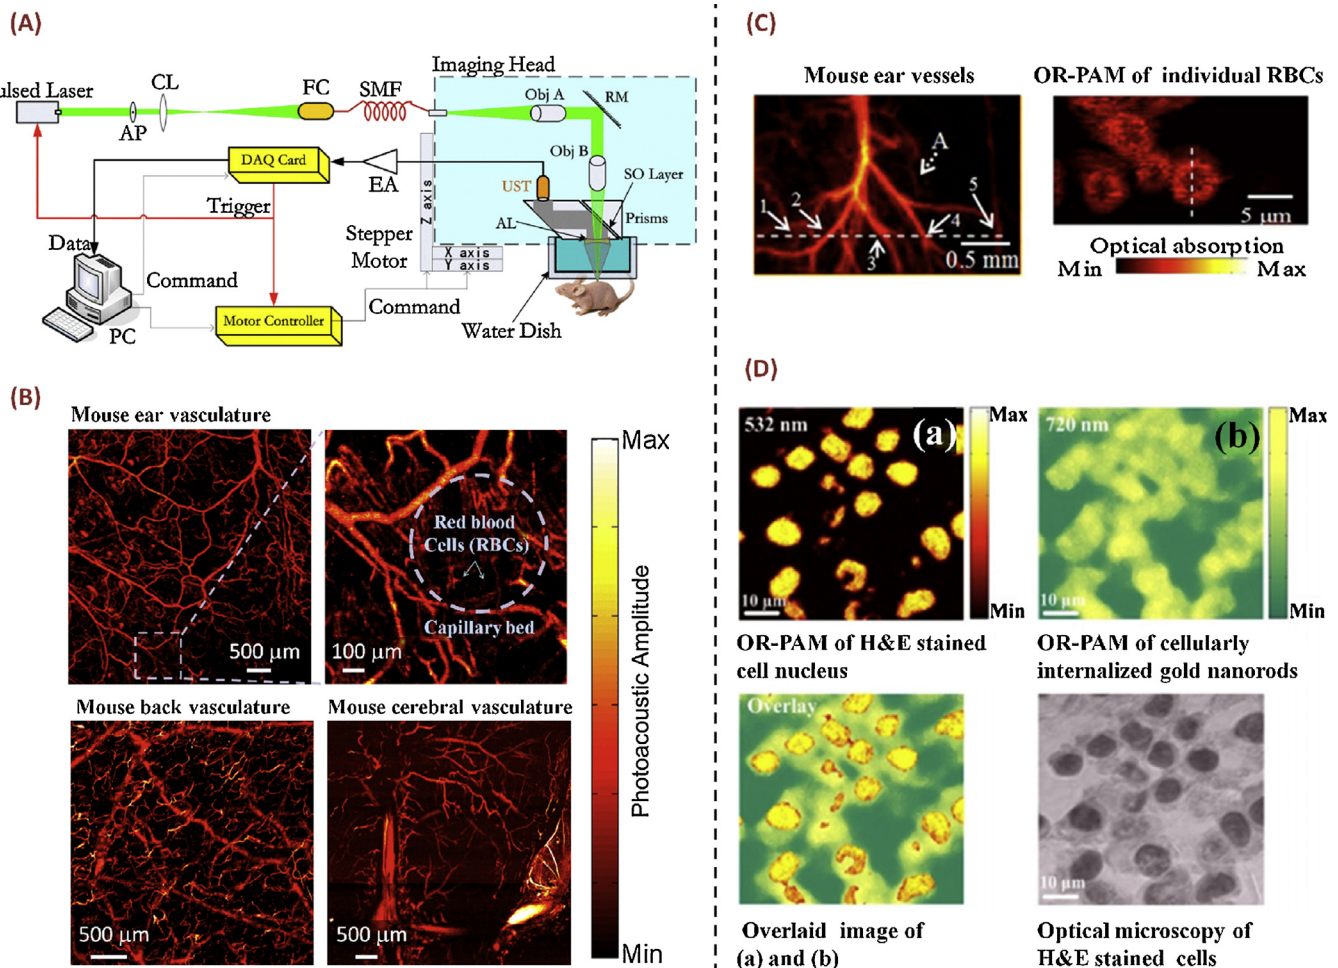 (A)
Imaging Head
ulsed Laser
CL
FC
SMF
Obj A
RM
AP
DAQ Card
EA
Obj B
UST
SO Layer
Z axis
Trigger
AL
Prisms
Data
Stepper
Motor
X axis
Y axis
Command
Command
PC
Motor Controller
Water Dish
(B)
Mouse ear vasculature
Red blood
Cells (RBCs)
Capillary bed
500 µm
100 µm
Mouse back vasculature
Mouse cerebral vasculature
500 µm
500 µm
Max
Photoacoustic Amplitude
Min
(C)
Mouse ear vessels
OR-PAM of individual RBCs
A
1
2
3
4
5
0.5 mm
5 µm
Optical absorption
Min
Max
(D)
532 nm
(a)
Max
720 nm
(b)
Max
10 µm
Min
10 µm
Min
OR-PAM of H&E stained
cell nucleus
OR-PAM of cellularly
internalized gold nanorods
Overlay
10 µm
Overlaid image of
(a) and (b)
Optical microscopy of
H&E stained cells